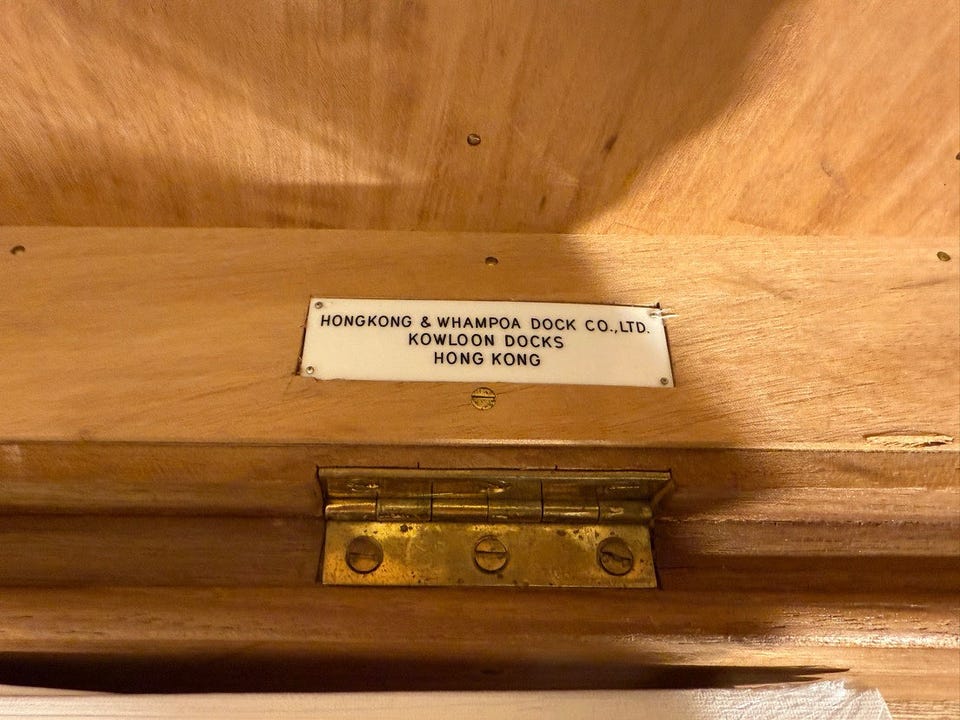 HONGKONG & WHAMPOA DOCK CO.,LTD.
KOWLOON DOCKS
HONG KONG